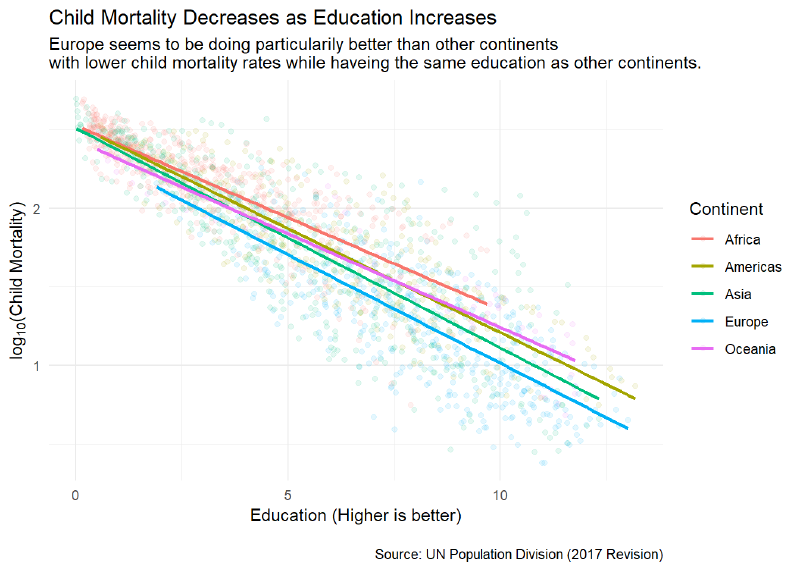 Child Mortality Decreases as Education Increases
Europe seems to be doing particularily better than other continents
with lower child mortality rates while haveing the same education as other continents.
log10(Child Mortality)
2
1
0
5
10
Education (Higher is better)
Continent
Africa
Americas
Asia
Europe
Oceania
Source: UN Population Division (2017 Revision)